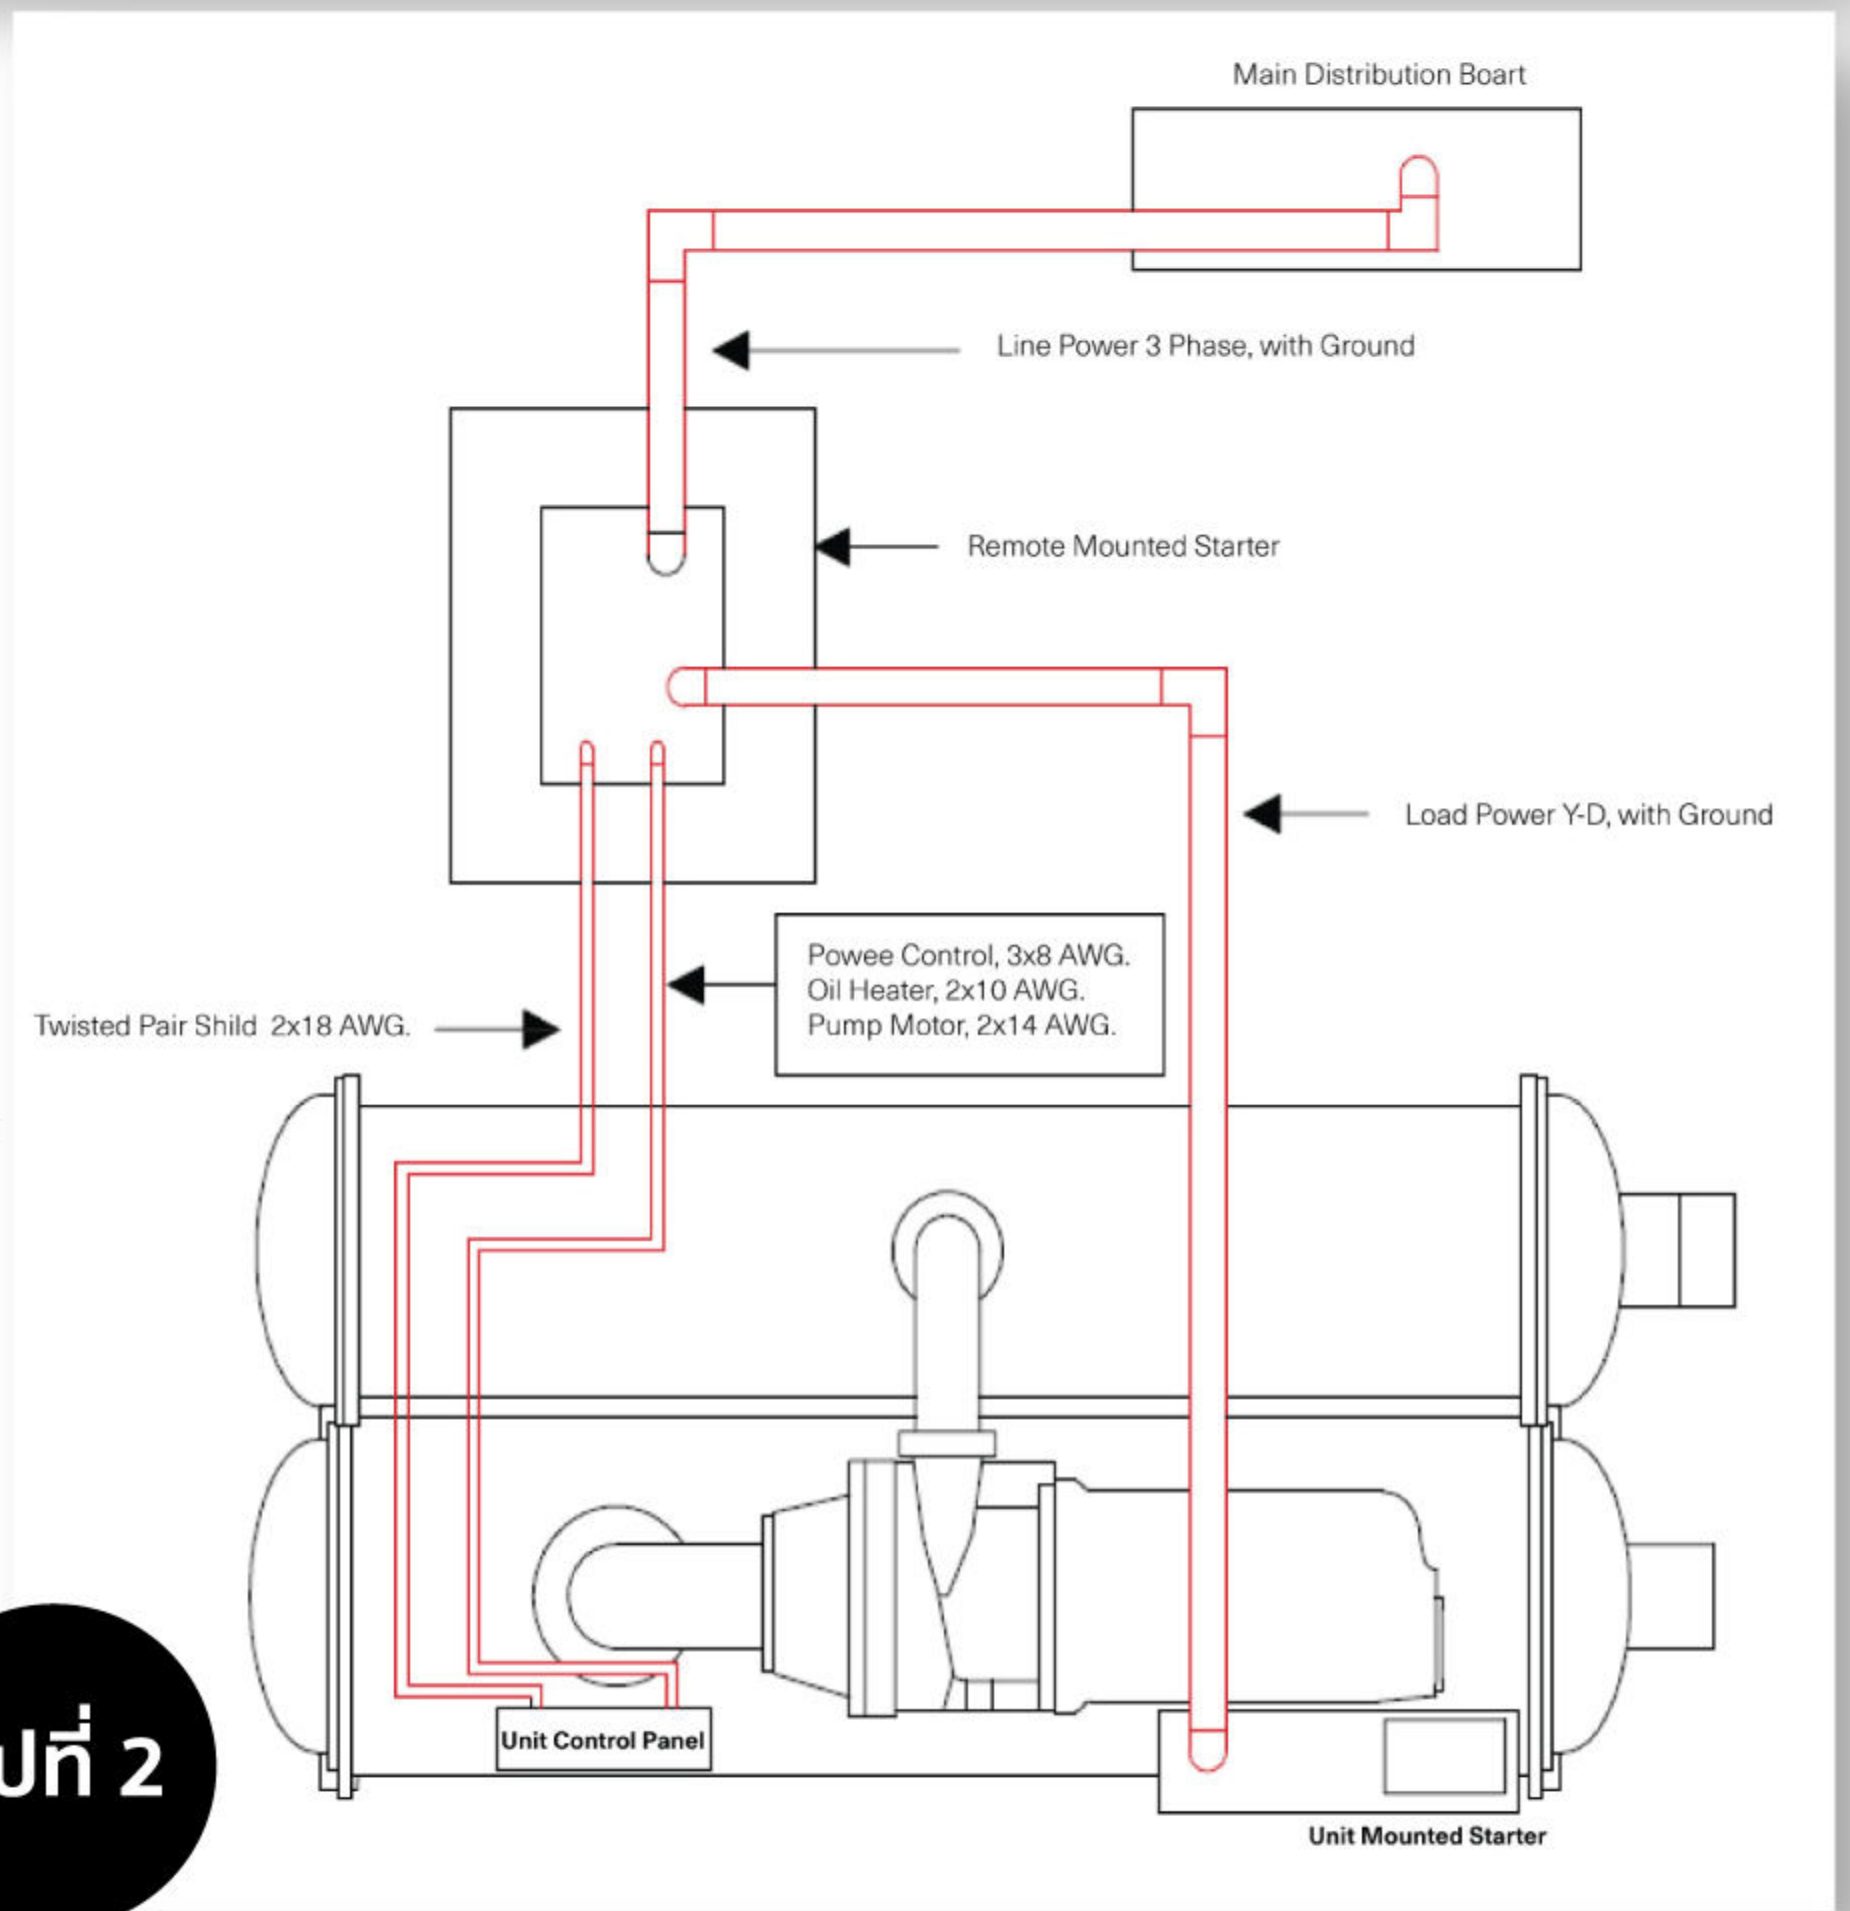 Main Distribution Boart
Line Power 3 Phase, with Ground
Remote Mounted Starter
Load Power Y-D, with Ground
Powee Control, 3x8 AWG.
Oil Heater, 2x10 AWG.
Pump Motor, 2x14 AWG.
Twisted Pair Shild 2x18 AWG.
Unit Control Panel
Unit Mounted Starter
ปที่ 2